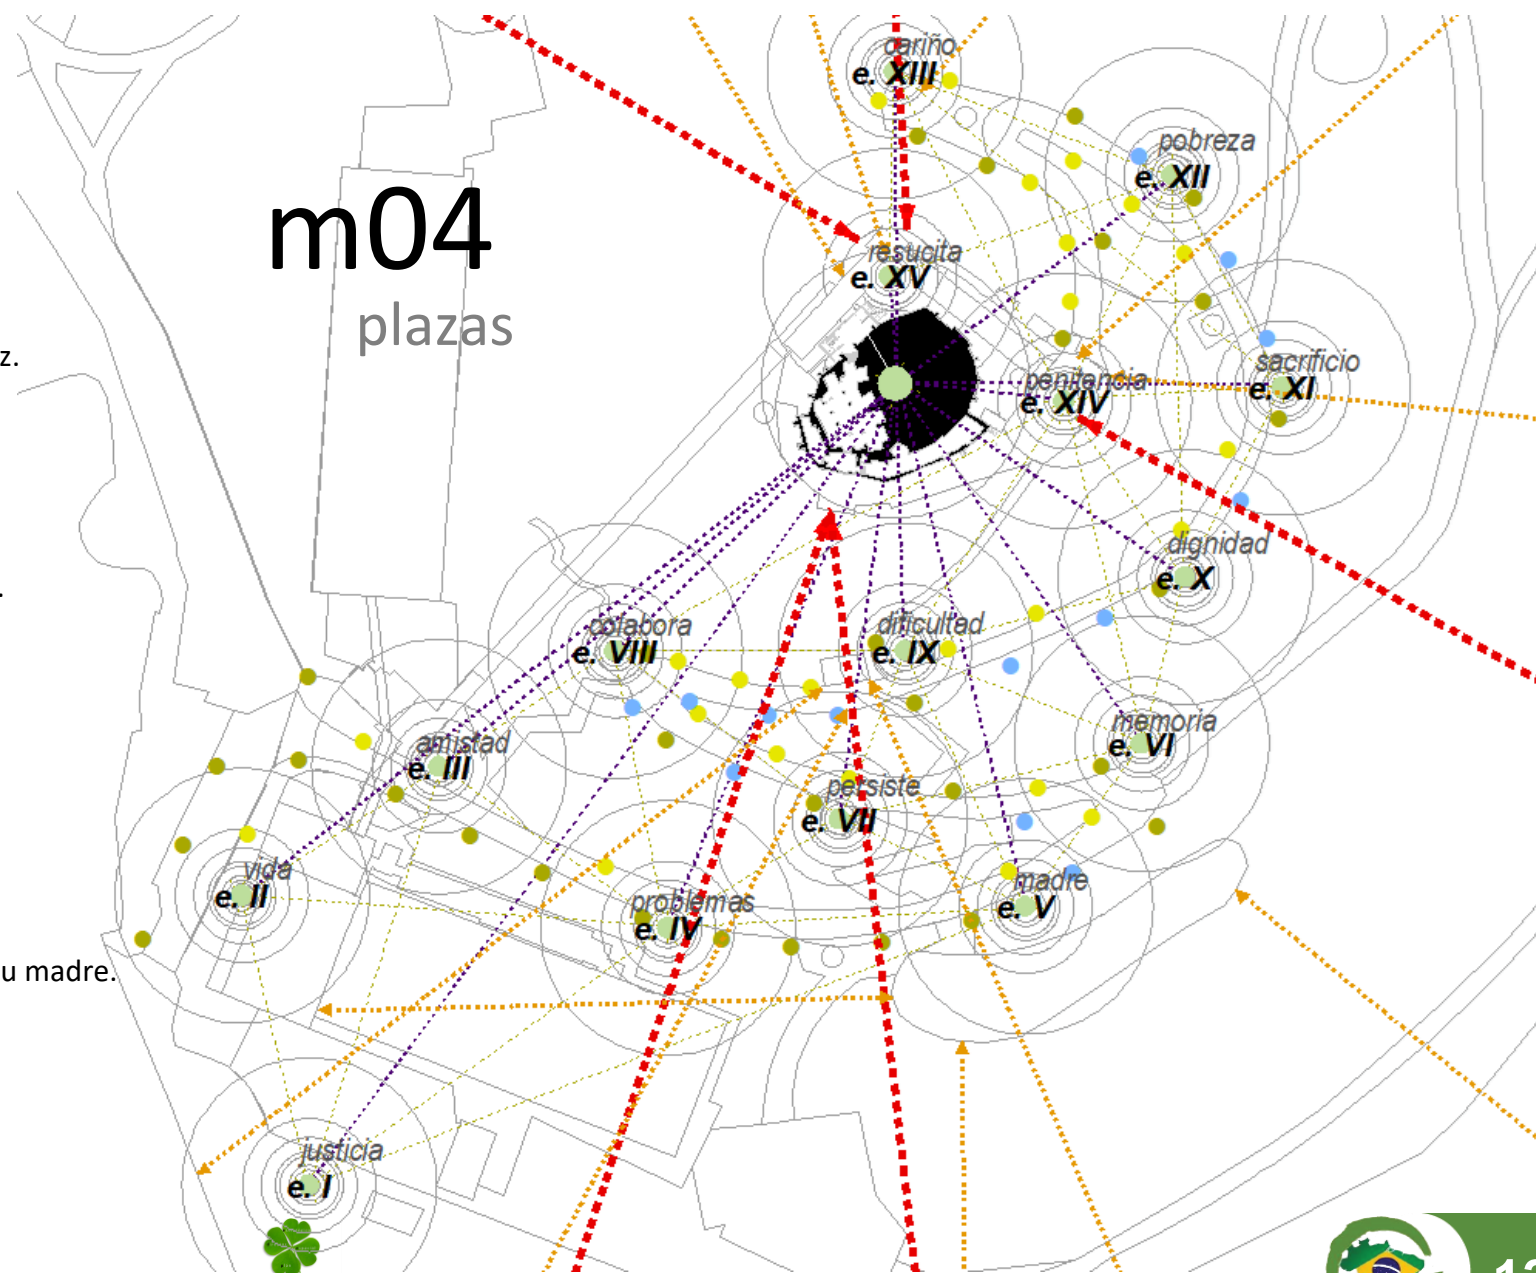 cariño
e. XIII
pobreza
e. XII
m04
resucita
e. XV
plazas
z.
sacrificio
e. XI
penitencia
e. XIV
dignidad
e. X
.
colabora
e. VIII
dificultad
e. IX
memoria
e. VI
amistad
e. III
persiste
e. VII
vida
e. II
madre
e. V
problemas
e. IV
u madre.
justicia
e. I